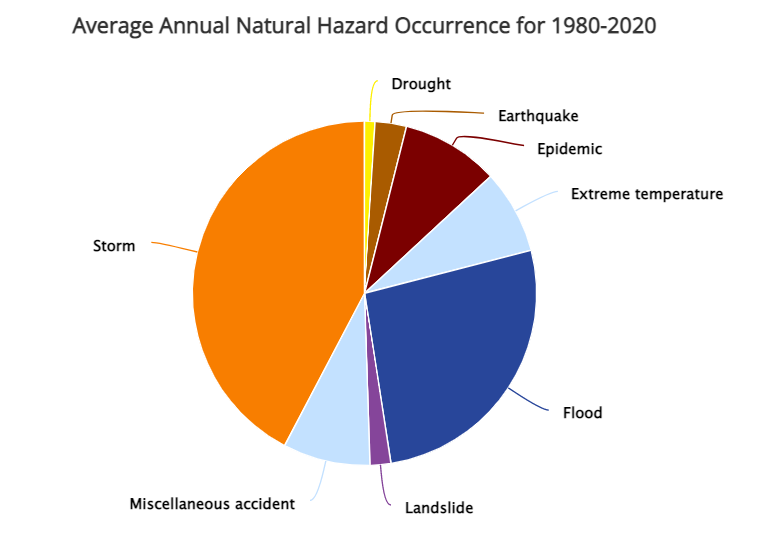 Average Annual Natural Hazard Occurrence for 1980-2020
Drought
Earthquake
Epidemic
Extreme temperature
Storm
Flood
Miscellaneous accident
Landslide